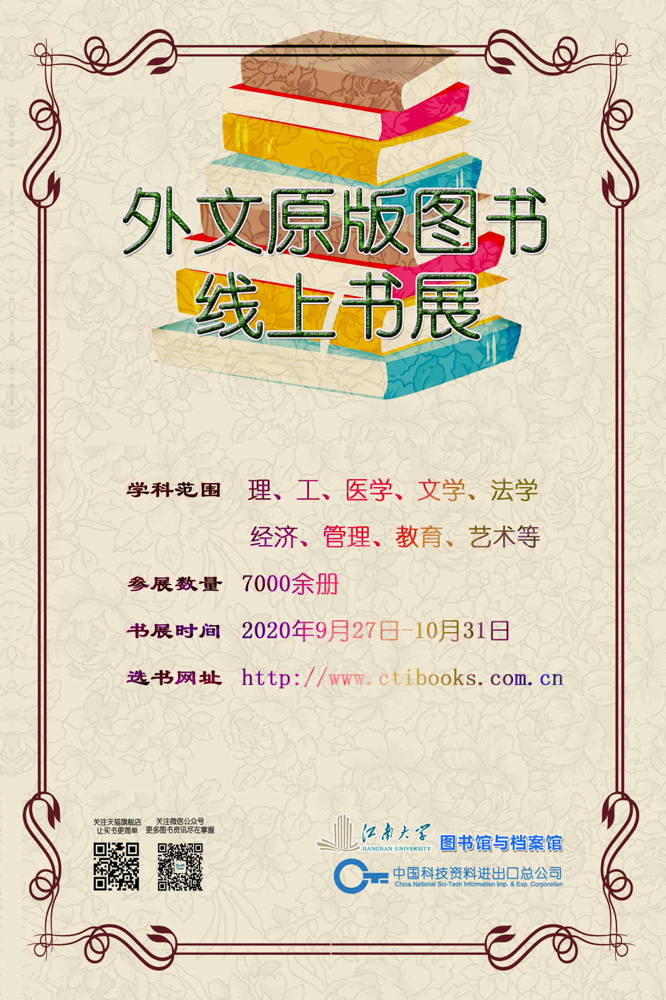 外文原版图书
线上书展
学科范围 理、工、医学、文学、法学
经济、管理、教育、艺术等
参展数量 7000余册
书展时间 2020年9月27日-10月31日
选书网址 http://www.ctibooks.com.cn
关注天猫旗舰店
让买书更简单
关注微信公众号
更多图书资讯尽在掌握
江南大学
JIANGNAN UNIVERSITY
图书馆与档案馆
中国科技资料进出口总公司
China National Sci-Tech Information Imp. & Exp. Corporation